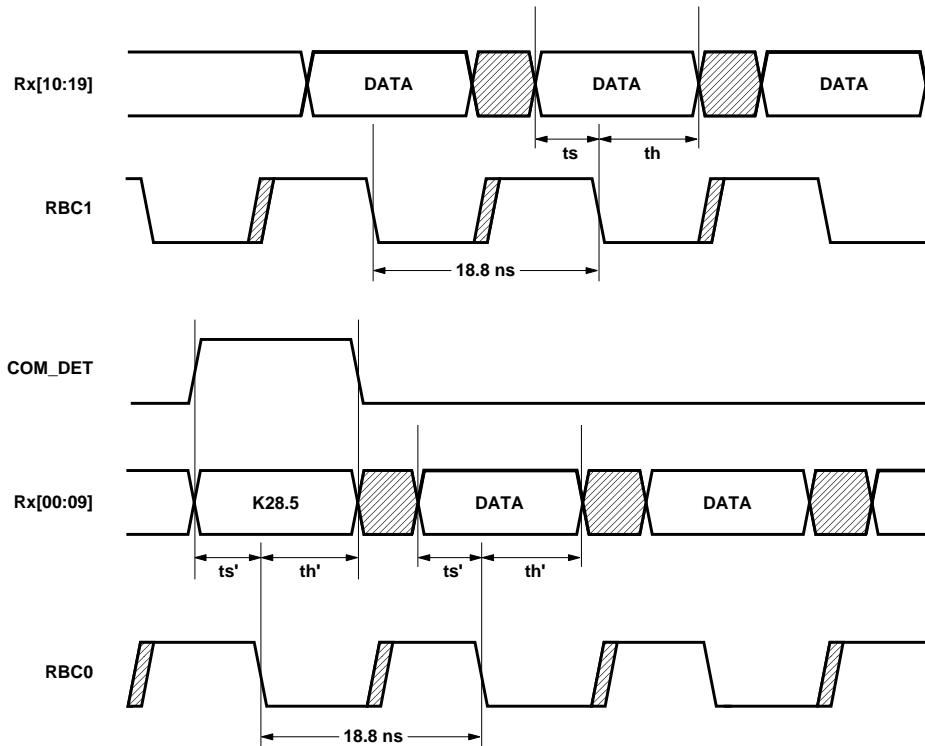 Rx[10:19]
DATA
DATA
DATA
ts
th
RBC1
18.8 ns
COM_DET
Rx[00:09]
K28.5
DATA
DATA
ts'
th'
ts'
th'
RBC0
18.8 ns